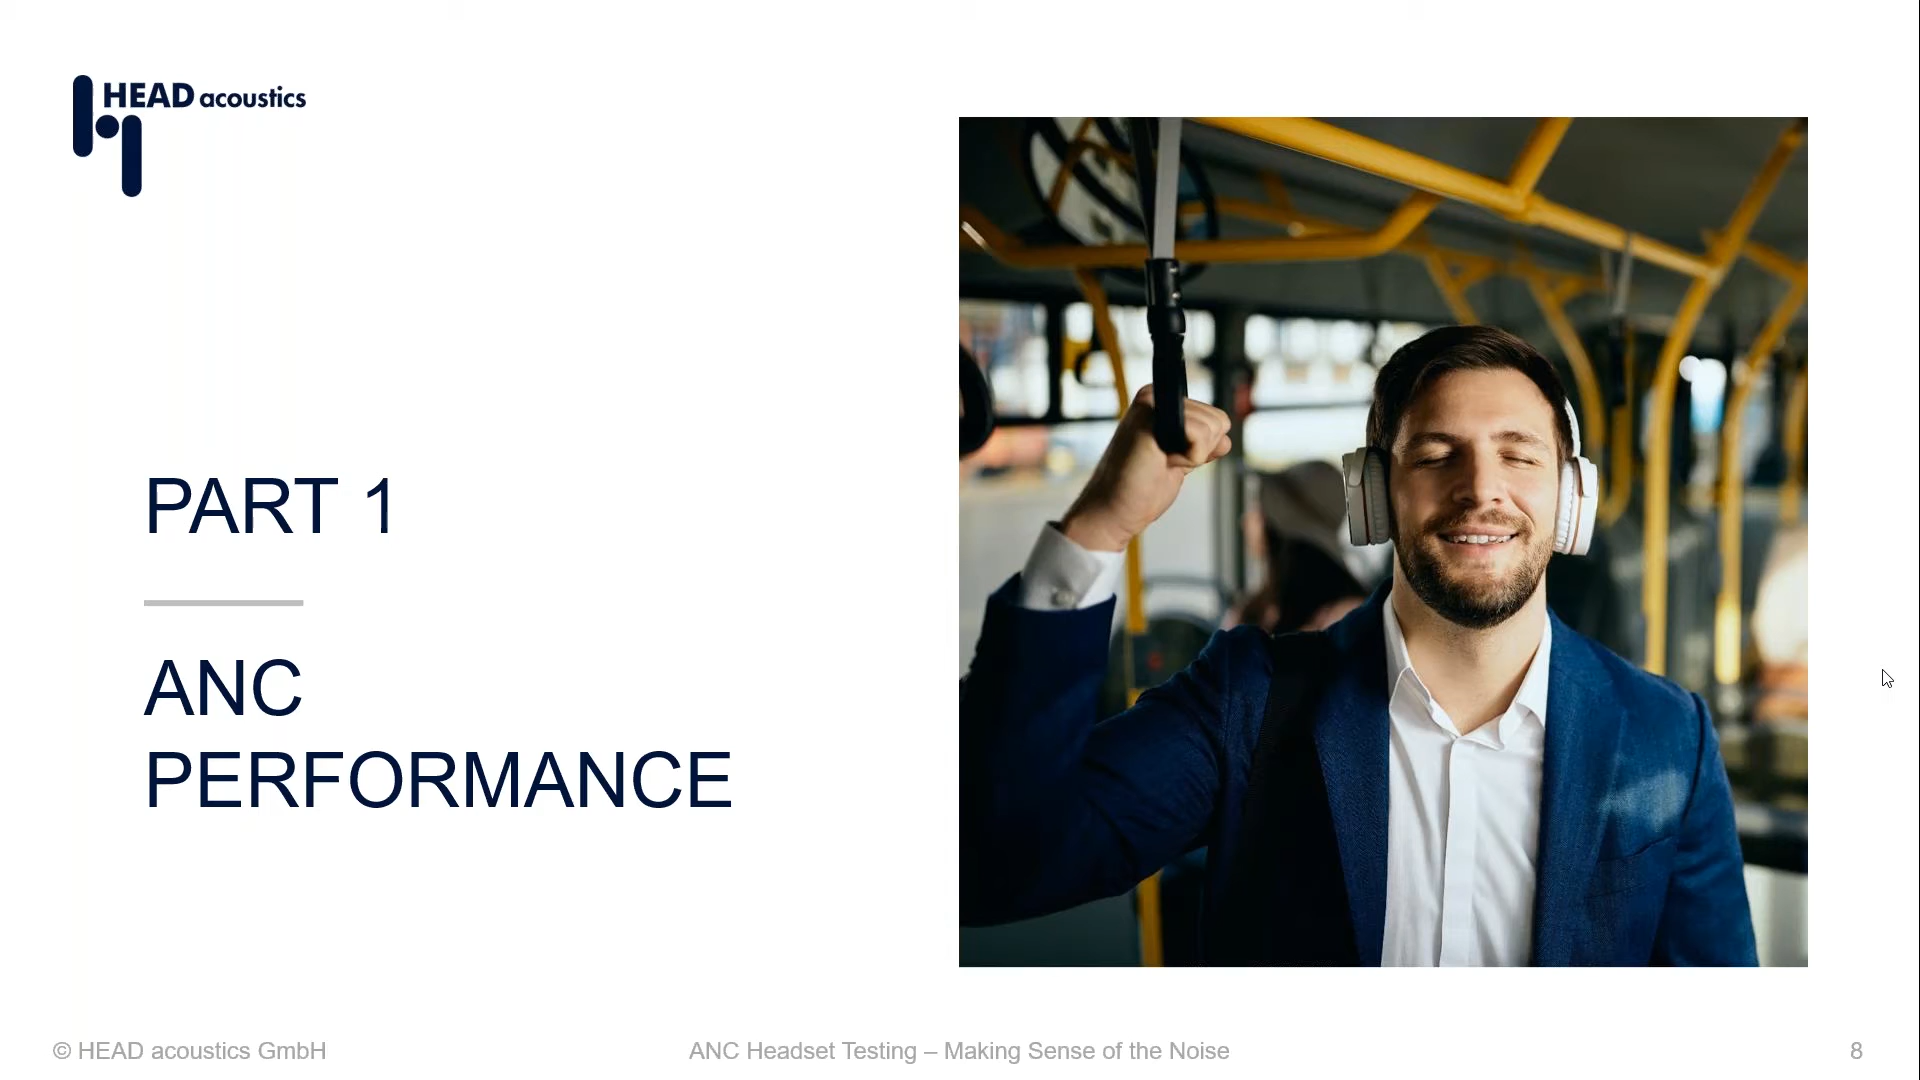 HEAD acoustics
PART 1
ANC
PERFORMANCE
© HEAD acoustics GmbH
ANC Headset Testing – Making Sense of the Noise
8